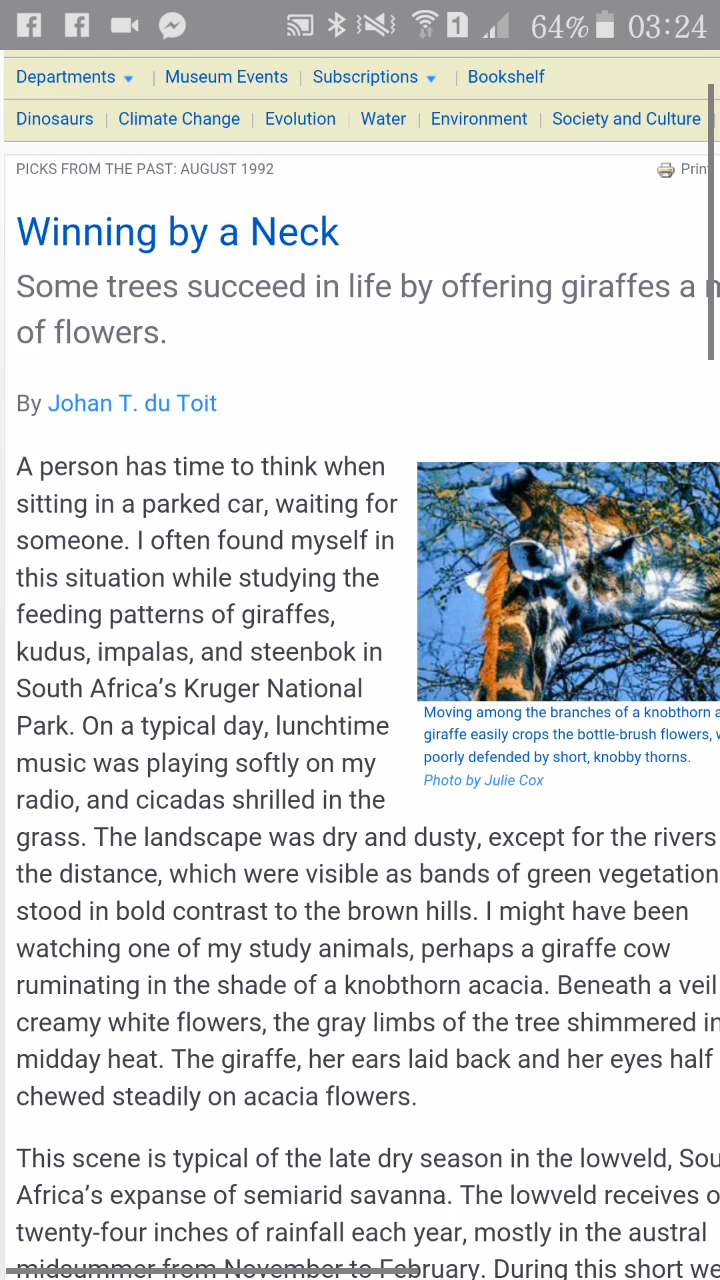 1 64% 03:24
Departments | Museum Events | Subscriptions | Bookshelf
Dinosaurs | Climate Change | Evolution | Water | Environment | Society and Culture
PICKS FROM THE PAST: AUGUST 1992
Winning by a Neck
Some trees succeed in life by offering giraffes a
of flowers.
By Johan T. du Toit
A person has time to think when
sitting in a parked car, waiting for
someone. I often found myself in
this situation while studying the
feeding patterns of giraffes,
kudus, impalas, and steenbok in
South Africa’s Kruger National
Park. On a typical day, lunchtime
music was playing softly on my
radio, and cicadas shrilled in the
Moving among the branches of a knobthorn
giraffe easily crops the bottle-brush flowers,
poorly defended by short, knobby thorns.
Photo by Julie Cox
grass. The landscape was dry and dusty, except for the rivers
the distance, which were visible as bands of green vegetation
stood in bold contrast to the brown hills. I might have been
watching one of my study animals, perhaps a giraffe cow
ruminating in the shade of a knobthorn acacia. Beneath a veil
creamy white flowers, the gray limbs of the tree shimmered in
midday heat. The giraffe, her ears laid back and her eyes half
chewed steadily on acacia flowers.
This scene is typical of the late dry season in the lowveld,
Africa’s expanse of semiarid savanna. The lowveld receives
twenty-four inches of rainfall each year, mostly in the austral
midsummer from November to February. During this short